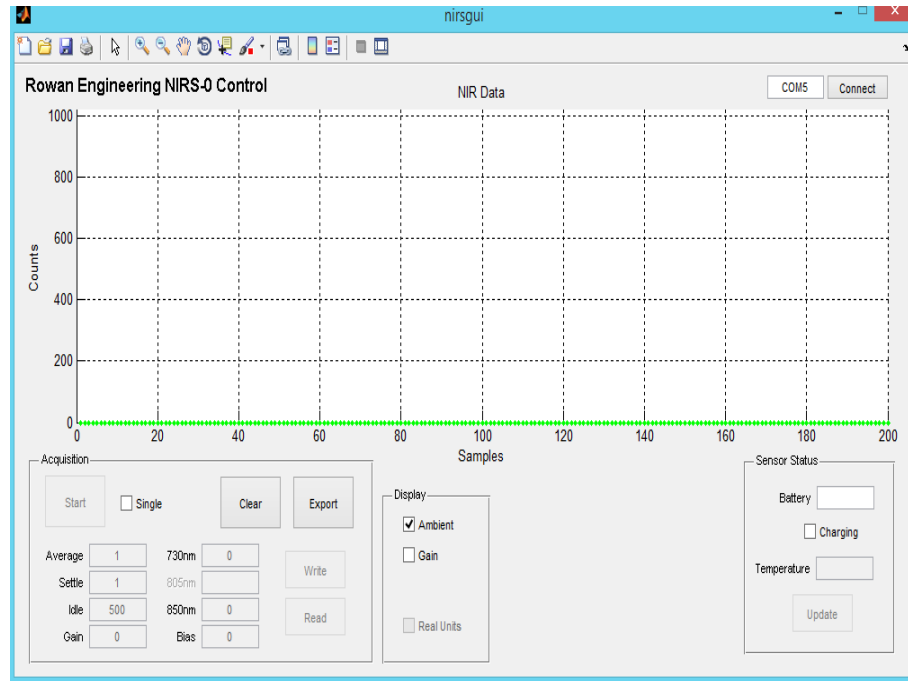 nirsgui
Rowan Engineering NIRS-0 Control
NIR Data
COM5 Connect
1000
800
600
400
200
0
Counts
0 20 40 60 80 100 120 140 160 180 200
Samples
Acquisition
Start Single Clear Export
Average 1 730nm 0
Settle 1 805nm
Write
Idle 500 850nm 0
Read
Gain 0 Bias 0
Display
Ambient
Gain
Real Units
Sensor Status
Battery
Charging
Temperature
Update